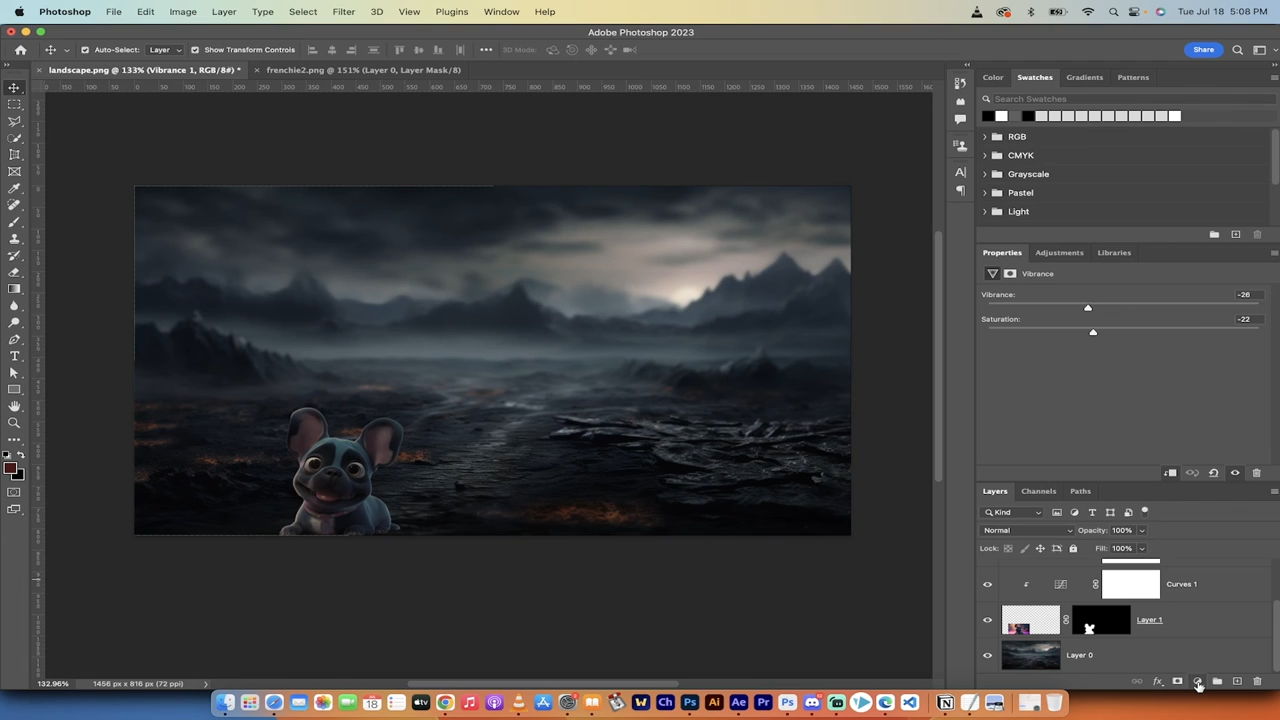 Photoshop File Edit Image Layer Type Select Filter 3D View Plugins Window Help Tue Jul 18 5:08 PM
Adobe Photoshop 2023
Auto-Select: Layer Show Transform Controls 3D Mode: Share
landscape.png @ 133% (Vibrance 1, RGB/8#) * frenchie2.png @ 151% (Layer 0, Layer Mask/8)
Color Swatches Gradients Patterns
Search Swatches
RGB
CMYK
Grayscale
Pastel
Light
Properties Adjustments Libraries
Vibrance
Vibrance: -26
Saturation: -22
Layers Channels Paths
Kind
Normal Opacity: 100%
Lock: Fill: 100%
Curves 1
Layer 1
Layer 0
132.96% 1456 px x 816 px (72 ppi)